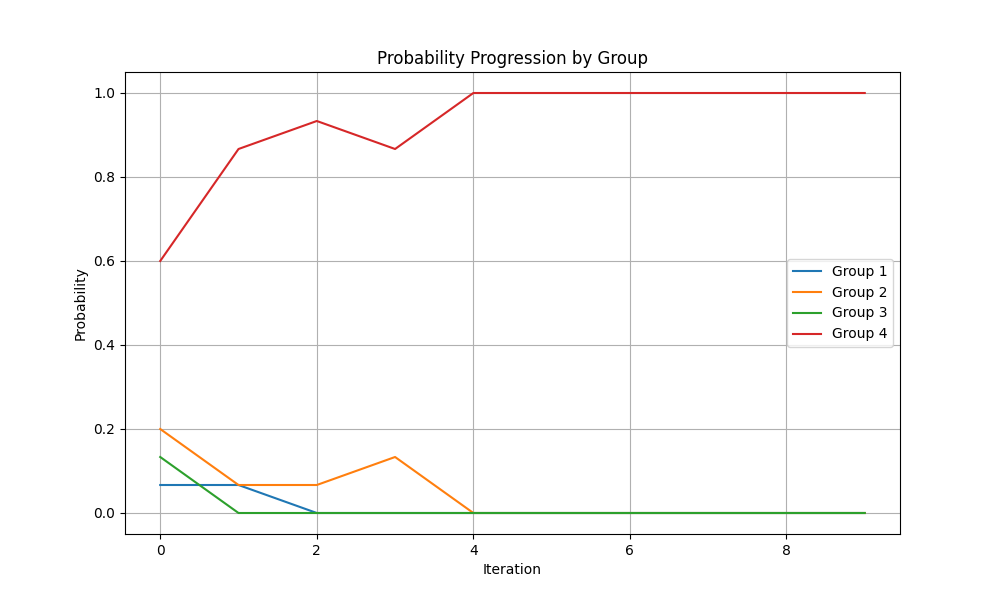 Probability Progression by Group
1.0
0.8
0.6
0.4
0.2
0.0
Probability
Group 1
Group 2
Group 3
Group 4
0 2 4 6 8
Iteration